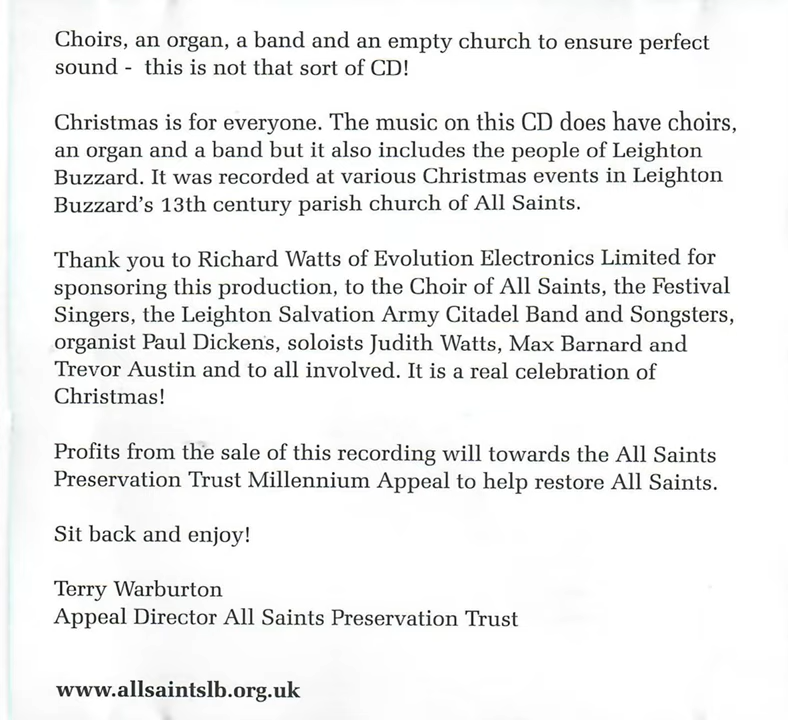 Choirs, an organ, a band and an empty church to ensure perfect
sound -  this is not that sort of CD!
Christmas is for everyone. The music on this CD does have choirs,
an organ and a band but it also includes the people of Leighton
Buzzard. It was recorded at various Christmas events in Leighton
Buzzard's 13th century parish church of All Saints.
Thank you to Richard Watts of Evolution Electronics Limited for
sponsoring this production, to the Choir of All Saints, the Festival
Singers, the Leighton Salvation Army Citadel Band and Songsters,
organist Paul Dickens, soloists Judith Watts, Max Barnard and
Trevor Austin and to all involved. It is a real celebration of
Christmas!
Profits from the sale of this recording will towards the All Saints
Preservation Trust Millennium Appeal to help restore All Saints.
Sit back and enjoy!
Terry Warburton
Appeal Director All Saints Preservation Trust
www.allsaintslb.org.uk